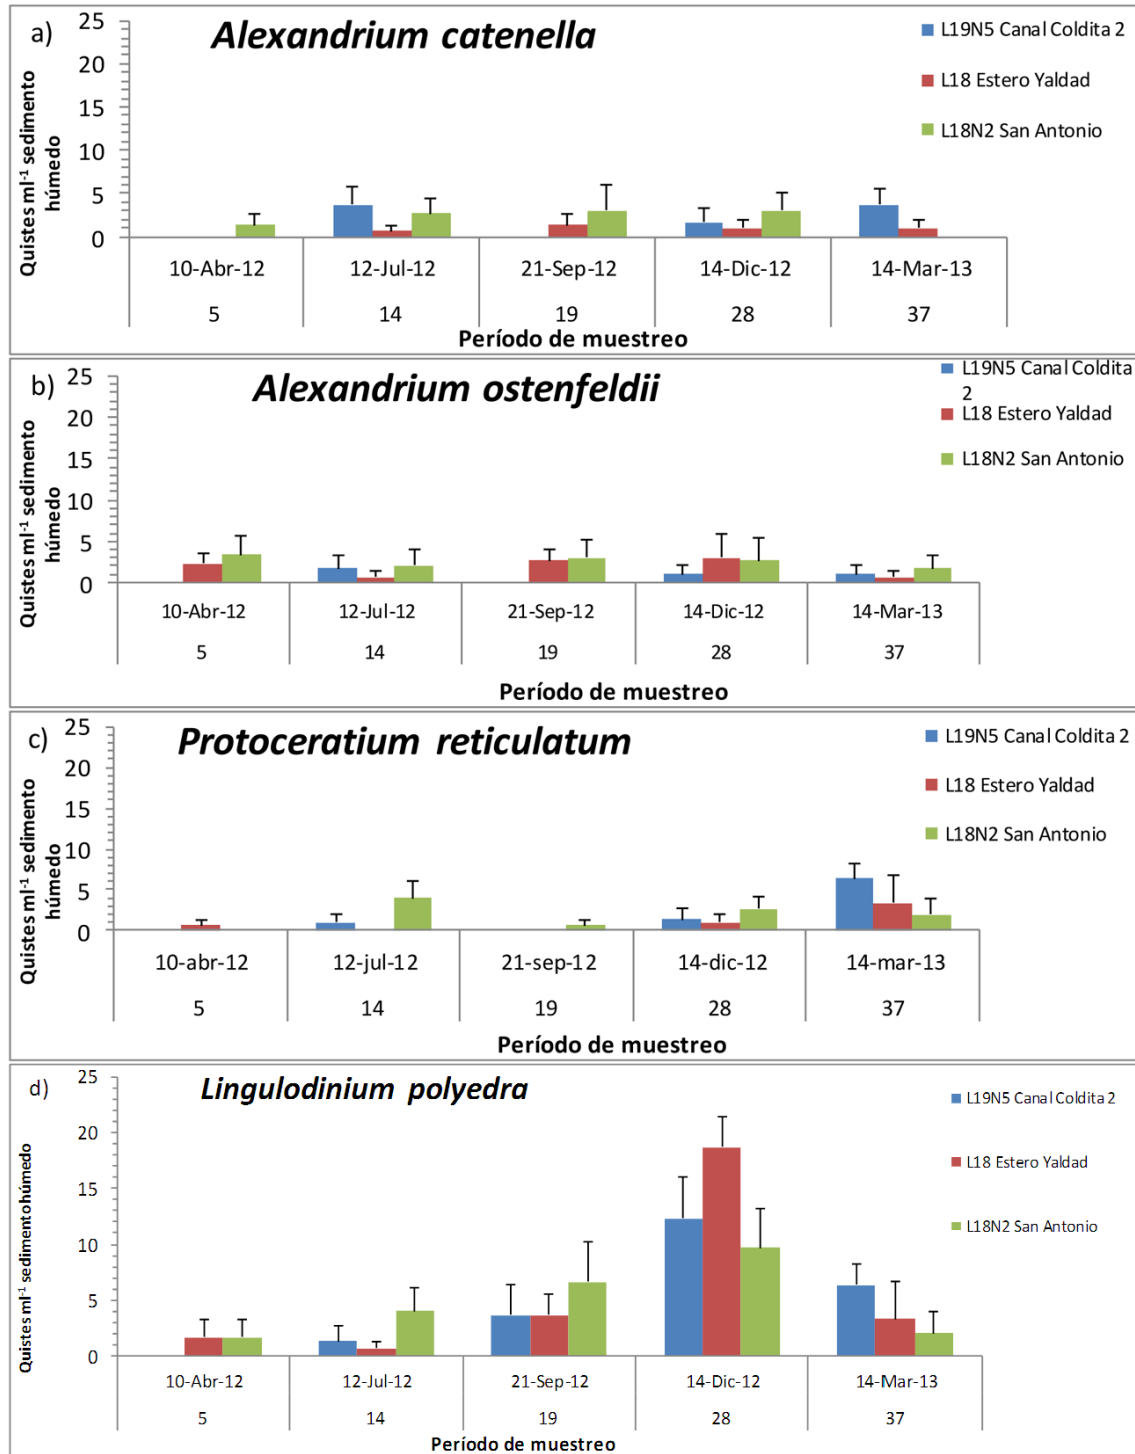 a)
Alexandrium catenella
L19N5 Canal Coldita 2
L18 Estero Yaldad
L18N2 San Antonio
Quistes ml⁻¹ sedimento
húmedo
25
20
15
10
5
0
10-Abr-12 12-Jul-12 21-Sep-12 14-Dic-12 14-Mar-13
5 14 19 28 37
Período de muestreo
b)
Alexandrium ostenfeldii
L19N5 Canal Coldita
2
L18 Estero Yaldad
L18N2 San Antonio
Quistes ml⁻¹ sedimento
húmedo
25
20
15
10
5
0
10-Abr-12 12-Jul-12 21-Sep-12 14-Dic-12 14-Mar-13
5 14 19 28 37
Período de muestreo
c)
Protoceratium reticulatum
L19N5 Canal Coldita 2
L18 Estero Yaldad
L18N2 San Antonio
Quistes ml⁻¹ sedimento
húmedo
25
20
15
10
5
0
10-abr-12 12-jul-12 21-sep-12 14-dic-12 14-mar-13
5 14 19 28 37
Período de muestreo
d)
Lingulodinium polyedra
L19N5 Canal Coldita 2
L18 Estero Yaldad
L18N2 San Antonio
Quistes ml⁻¹ sedimento húmedo
25
20
15
10
5
0
10-Abr-12 12-Jul-12 21-Sep-12 14-Dic-12 14-Mar-13
5 14 19 28 37
Período de muestreo